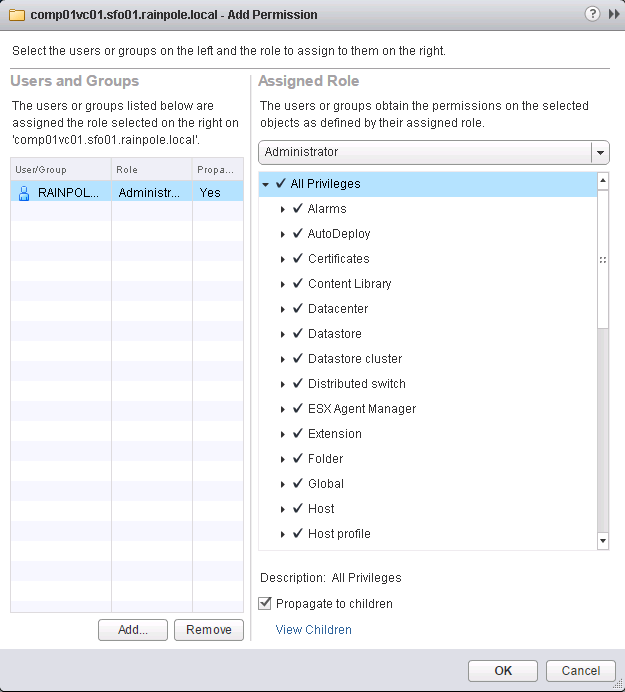 comp01vc01.sfo01.rainpole.local - Add Permission
?
Select the users or groups on the left and the role to assign to them on the right.
Users and Groups
The users or groups listed below are
assigned the role selected on the right on
'comp01vc01.sfo01.rainpole.local'.
User/Group Role Propa...
RAINPOL... Administr... Yes
Add... Remove
Assigned Role
The users or groups obtain the permissions on the selected
objects as defined by their assigned role.
Administrator
All Privileges
Alarms
AutoDeploy
Certificates
Content Library
Datacenter
Datastore
Datastore cluster
Distributed switch
ESX Agent Manager
Extension
Folder
Global
Host
Host profile
Description: All Privileges
Propagate to children
View Children
OK Cancel